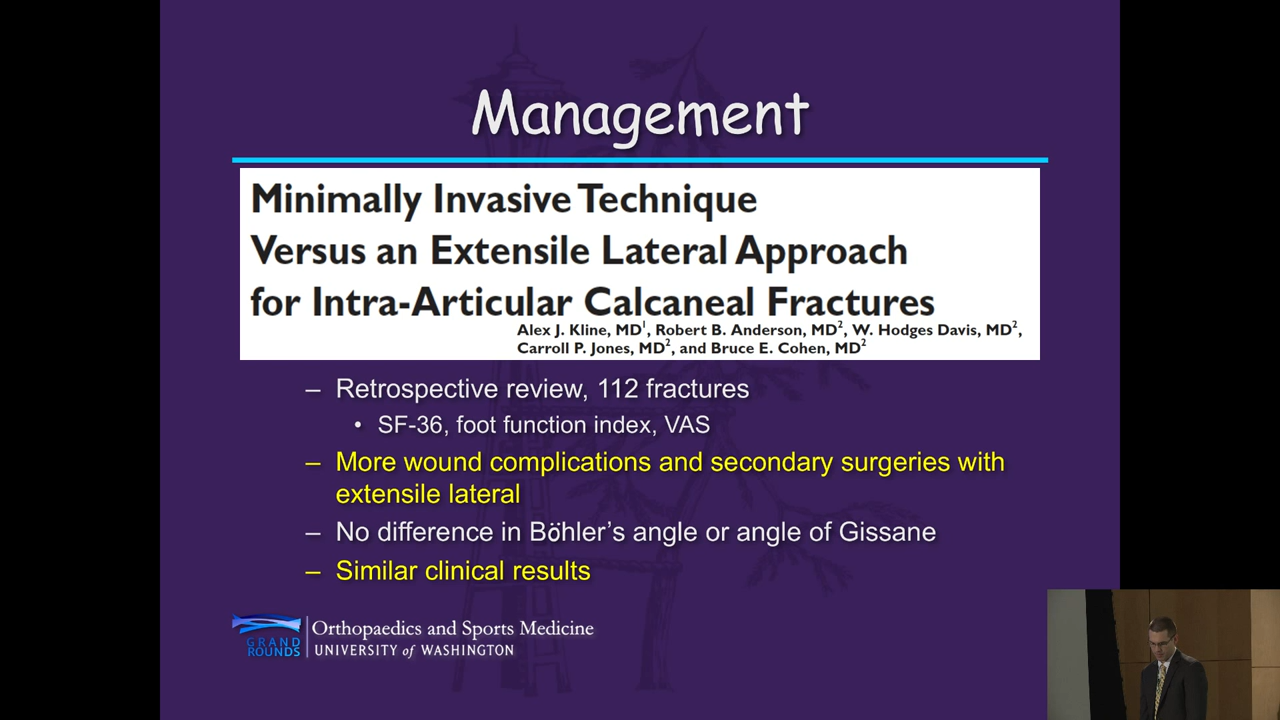 Management
Minimally Invasive Technique
Versus an Extensile Lateral Approach
for Intra-Articular Calcaneal Fractures
Alex J. Kline, MD1, Robert B. Anderson, MD2, W. Hodges Davis, MD2,
Carroll P. Jones, MD2, and Bruce E. Cohen, MD2
– Retrospective review, 112 fractures
• SF-36, foot function index, VAS
– More wound complications and secondary surgeries with
extensile lateral
– No difference in Böhler’s angle or angle of Gissane
– Similar clinical results
GRAND
ROUNDS
Orthopaedics and Sports Medicine
UNIVERSITY of WASHINGTON